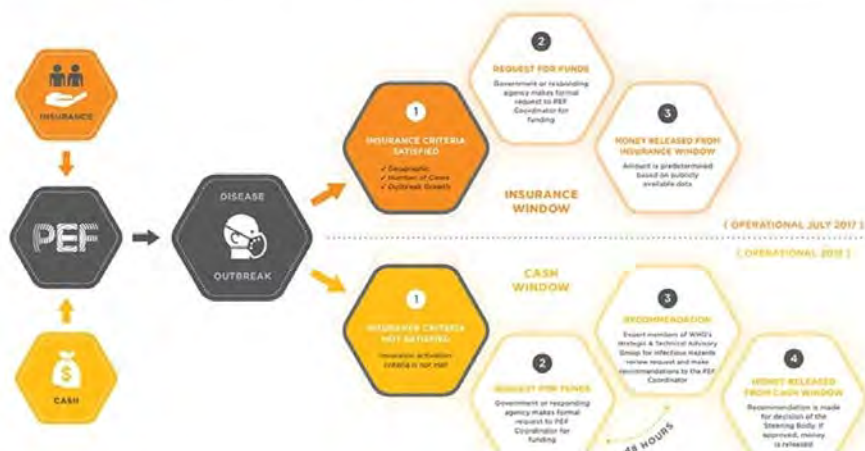 INSURANCE
PEF
CASH
DISEASE
OUTBREAK
1
INSURANCE CRITERIA
SATISFIED
✓ Geographic
✓ Number of Cases
✓ Outbreak Growth
2
REQUEST FOR FUNDS
Government or responding
agency makes formal
request to PEF
Coordinator for
funding
3
MONEY RELEASED FROM
INSURANCE WINDOW
Amount is predetermined
based on publicly
available data
INSURANCE
WINDOW
( OPERATIONAL JULY 2017 )
CASH
WINDOW
1
INSURANCE CRITERIA
NOT SATISFIED
Insurance activation
criteria is not met
2
REQUEST FOR FUNDS
Government or responding
agency makes formal
request to PEF
Coordinator for
funding
HOURS
3
RECOMMENDATION
Expert members of WHO's
Strategic & Technical Advisory
Group for Infectious Hazards
review request and make
recommendations to the PEF
Coordinator
4
MONEY RELEASED
FROM CASH WINDOW
Recommendation is made
for decision of the
Steering Body. If
approved, money
is released